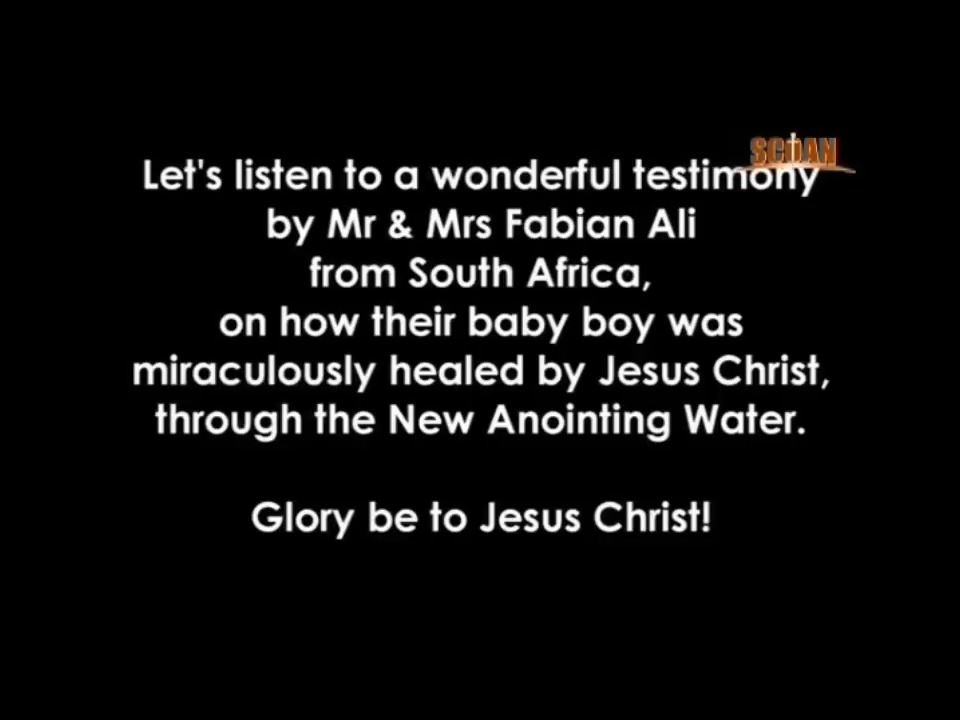 SCOAN
Let's listen to a wonderful testimony
by Mr & Mrs Fabian Ali
from South Africa,
on how their baby boy was
miraculously healed by Jesus Christ,
through the New Anointing Water.
Glory be to Jesus Christ!